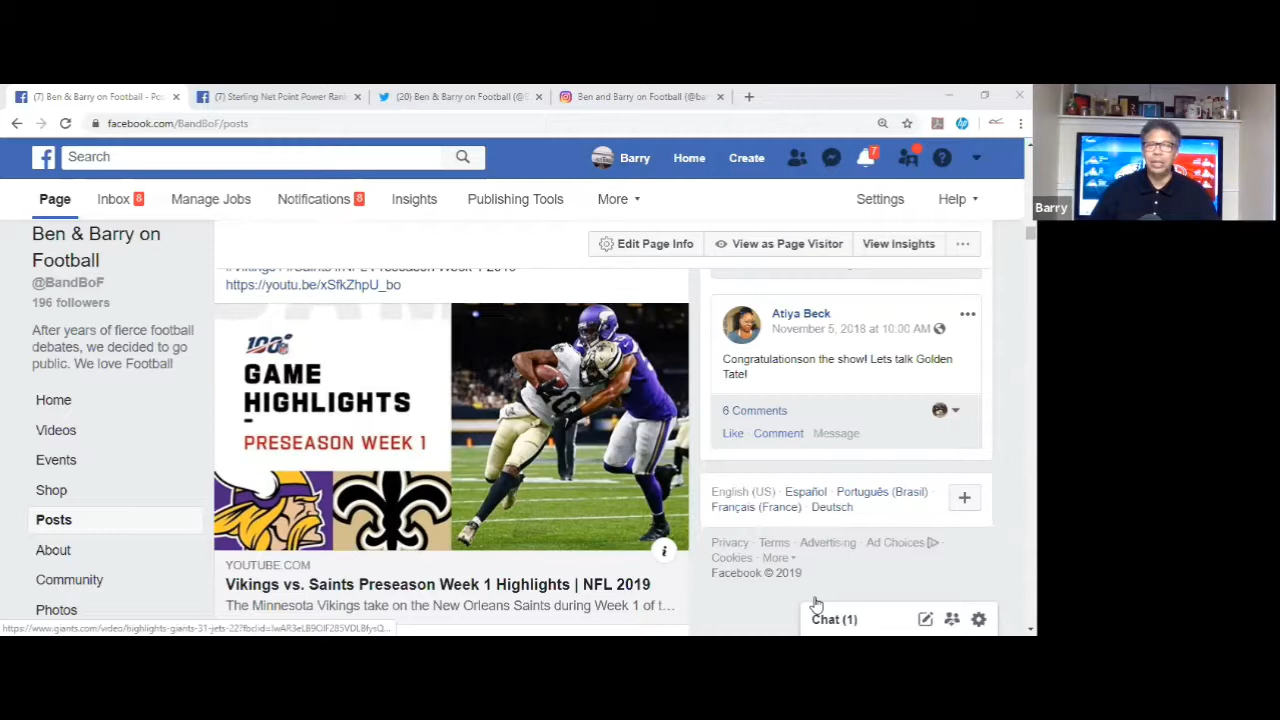 (7) Ben & Barry on Football - Pos
(7) Sterling Net Point Power Rank
(20) Ben & Barry on Football (@E
Ben and Barry on Football (@ba
facebook.com/BandBoF/posts
Search
Barry
Home
Create
7
Page
Inbox 8
Manage Jobs
Notifications 8
Insights
Publishing Tools
More
Settings
Help
Barry
Ben & Barry on
Football
@BandBoF
196 followers
After years of fierce football
debates, we decided to go
public. We love Football
Home
Videos
Events
Shop
Posts
About
Community
Photos
Edit Page Info
View as Page Visitor
View Insights
https://youtu.be/xSfkZhpU_bo
100
GAME
HIGHLIGHTS
PRESEASON WEEK 1
YOUTUBE.COM
Vikings vs. Saints Preseason Week 1 Highlights | NFL 2019
The Minnesota Vikings take on the New Orleans Saints during Week 1 of t…
Atiya Beck
November 5, 2018 at 10:00 AM
Congratulationson the show! Lets talk Golden
Tate!
6 Comments
Like Comment Message
English (US) · Español · Português (Brasil) ·
Français (France) · Deutsch
Privacy · Terms · Advertising · Ad Choices ·
Cookies · More
Facebook © 2019
Chat (1)